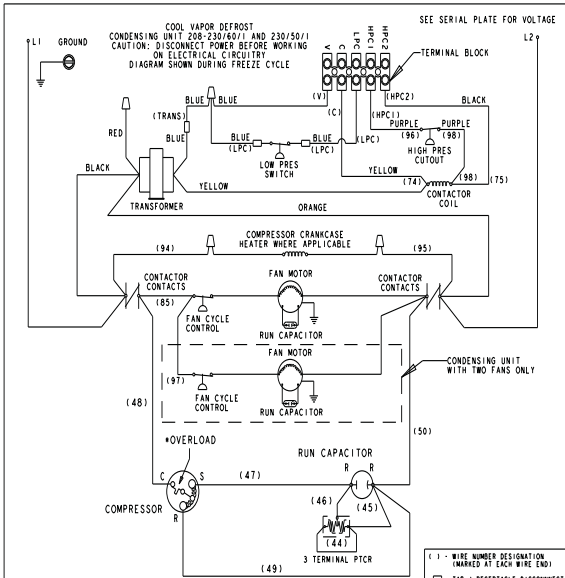 COOL VAPOR DEFROST
CONDENSING UNIT 208-230/60/1 AND 230/50/1
CAUTION: DISCONNECT POWER BEFORE WORKING
ON ELECTRICAL CIRCUITRY
DIAGRAM SHOWN DURING FREEZE CYCLE
SEE SERIAL PLATE FOR VOLTAGE
L1
GROUND
L2
V
C
LPC
HPC1
HPC2
TERMINAL BLOCK
BLUE
BLUE
(V)
(C)
(HPC2)
(HPC1)
BLACK
RED
(TRANS)
BLUE
BLUE
(LPC)
BLUE
(LPC)
(LPC)
LOW PRES
SWITCH
PURPLE
(96)
PURPLE
(98)
HIGH PRES
CUTOUT
BLACK
YELLOW
(74)
(98)
(75)
CONTACTOR
COIL
YELLOW
TRANSFORMER
ORANGE
COMPRESSOR CRANKCASE
HEATER WHERE APPLICABLE
(94)
(95)
CONTACTOR
CONTACTS
FAN MOTOR
CONTACTOR
CONTACTS
(85)
FAN CYCLE
CONTROL
RUN CAPACITOR
FAN MOTOR
CONDENSING UNIT
WITH TWO FANS ONLY
(97)
FAN CYCLE
CONTROL
RUN CAPACITOR
(48)
(50)
*OVERLOAD
RUN CAPACITOR
C
S
(47)
R
R
COMPRESSOR
R
(46)
(45)
(44)
3 TERMINAL PTCR
(49)
( ) - WIRE NUMBER DESIGNATION
(MARKED AT EACH WIRE END)